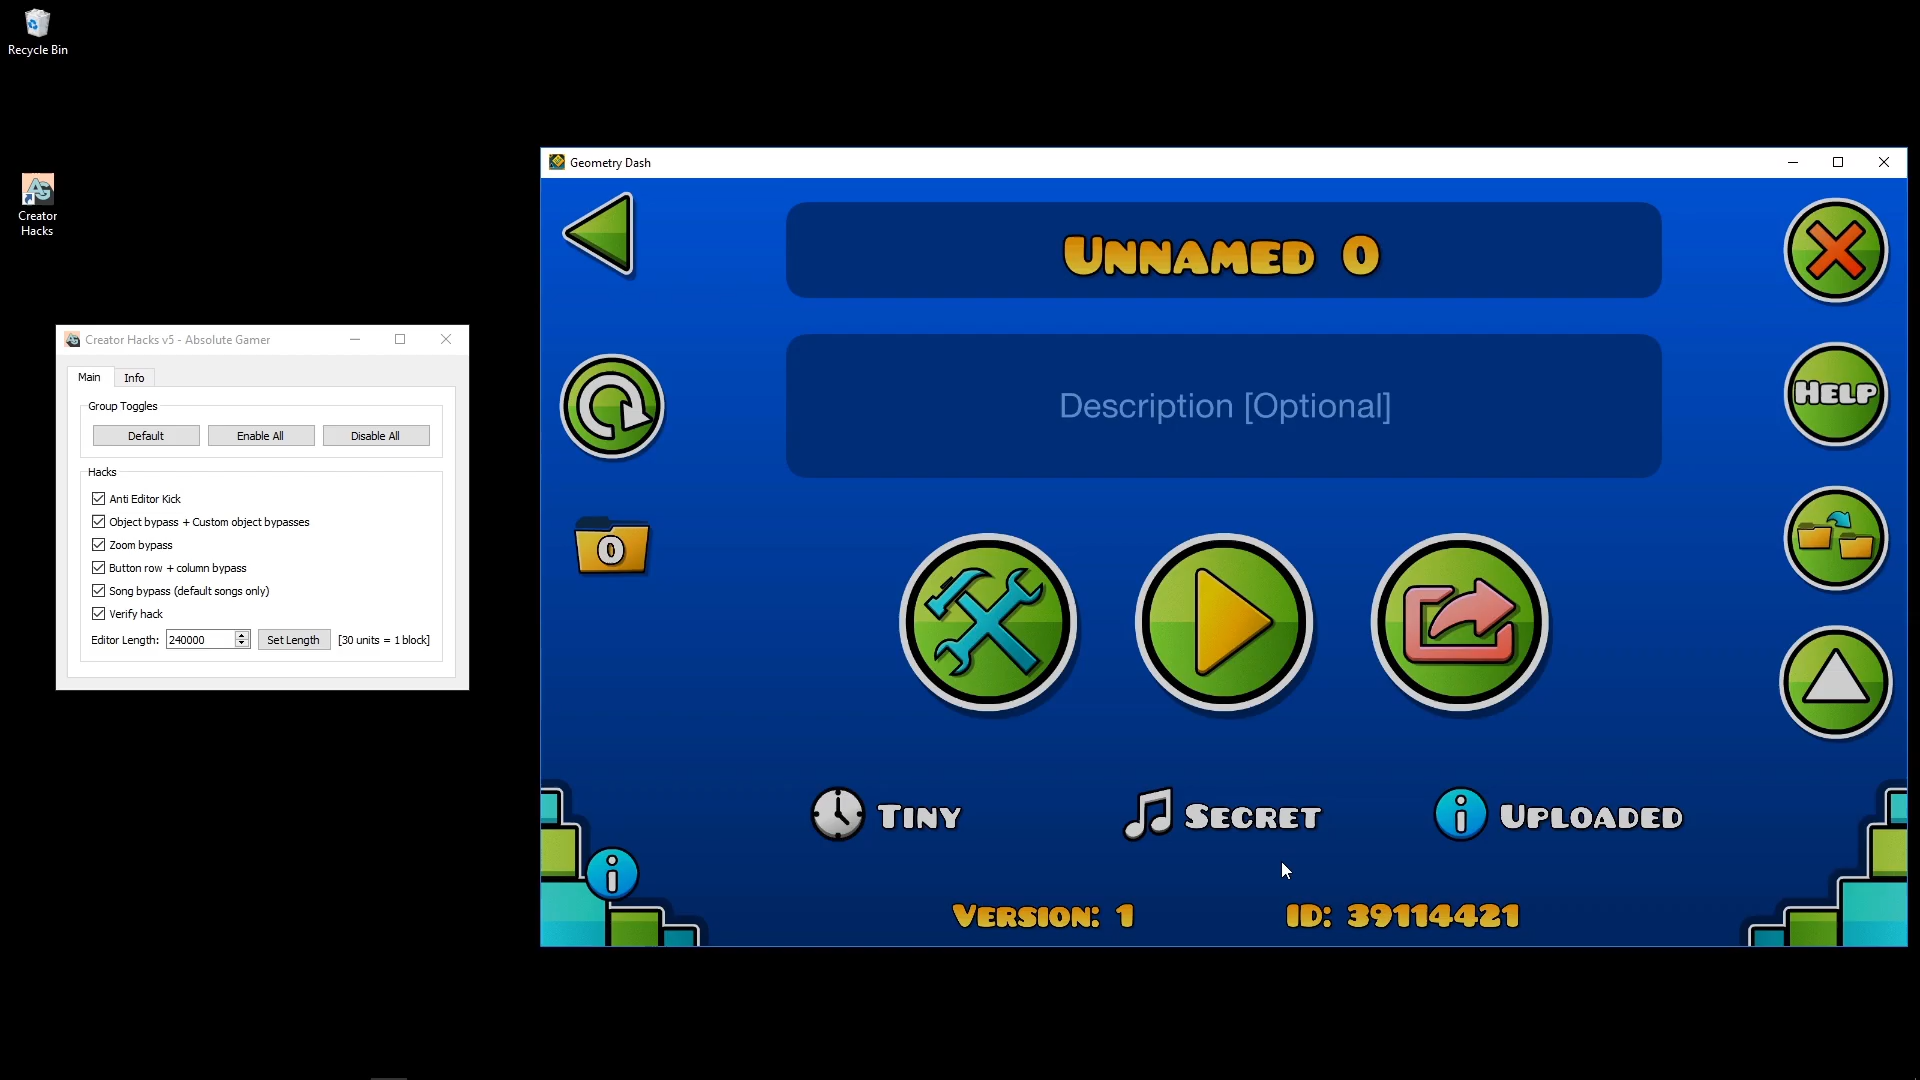 Recycle Bin
Creator
Hacks
Creator Hacks v5 - Absolute Gamer
Main
Info
Group Toggles
Default
Enable All
Disable All
Hacks
Anti Editor Kick
Object bypass + Custom object bypasses
Zoom bypass
Button row + column bypass
Song bypass (default songs only)
Verify hack
Editor Length: 240000 Set Length [30 units = 1 block]
Geometry Dash
Unnamed 0
Description [Optional]
Help
0
Tiny
Secret
Uploaded
Version: 1
ID: 39114421